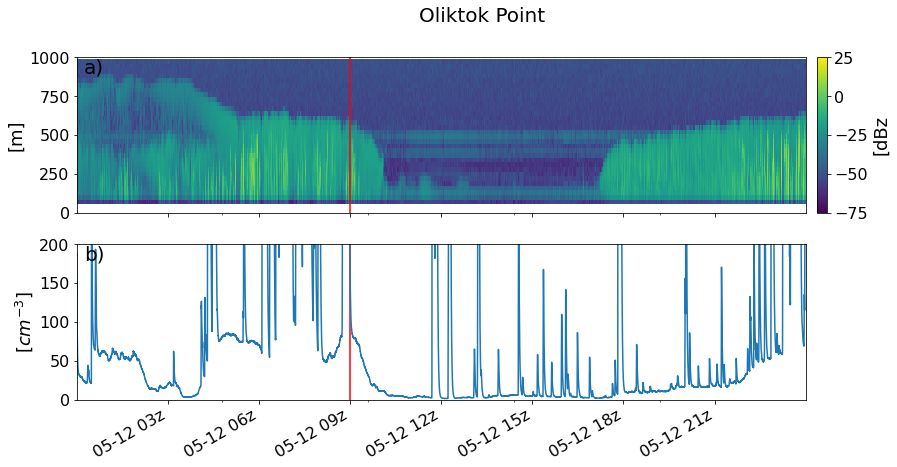 Oliktok Point
a)
1000
750
500
250
0
[m]
25
0
−25
−50
−75
[dBz
b)
200
150
100
50
0
[cm⁻³]
05-12 03z
05-12 06z
05-12 09z
05-12 12z
05-12 15z
05-12 18z
05-12 21z